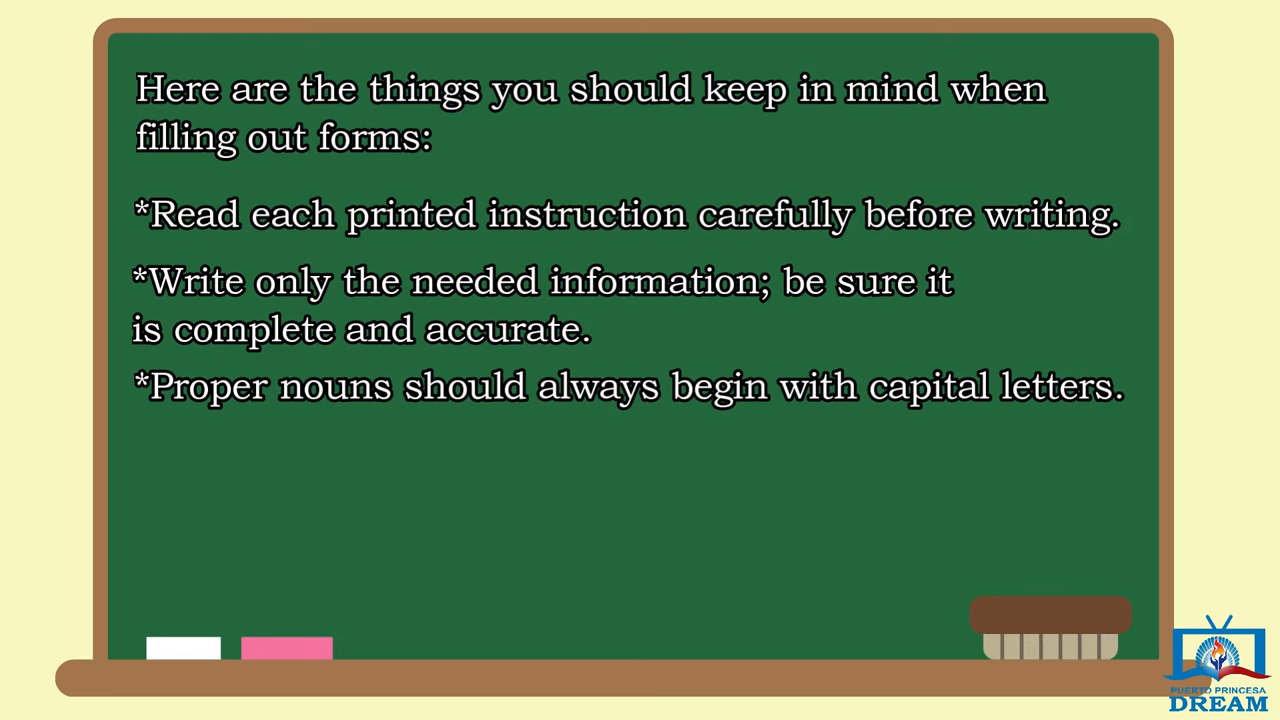 Here are the things you should keep in mind when
filling out forms:
*Read each printed instruction carefully before writing.
*Write only the needed information; be sure it
is complete and accurate.
*Proper nouns should always begin with capital letters.
PUERTO PRINCESA
DREAM